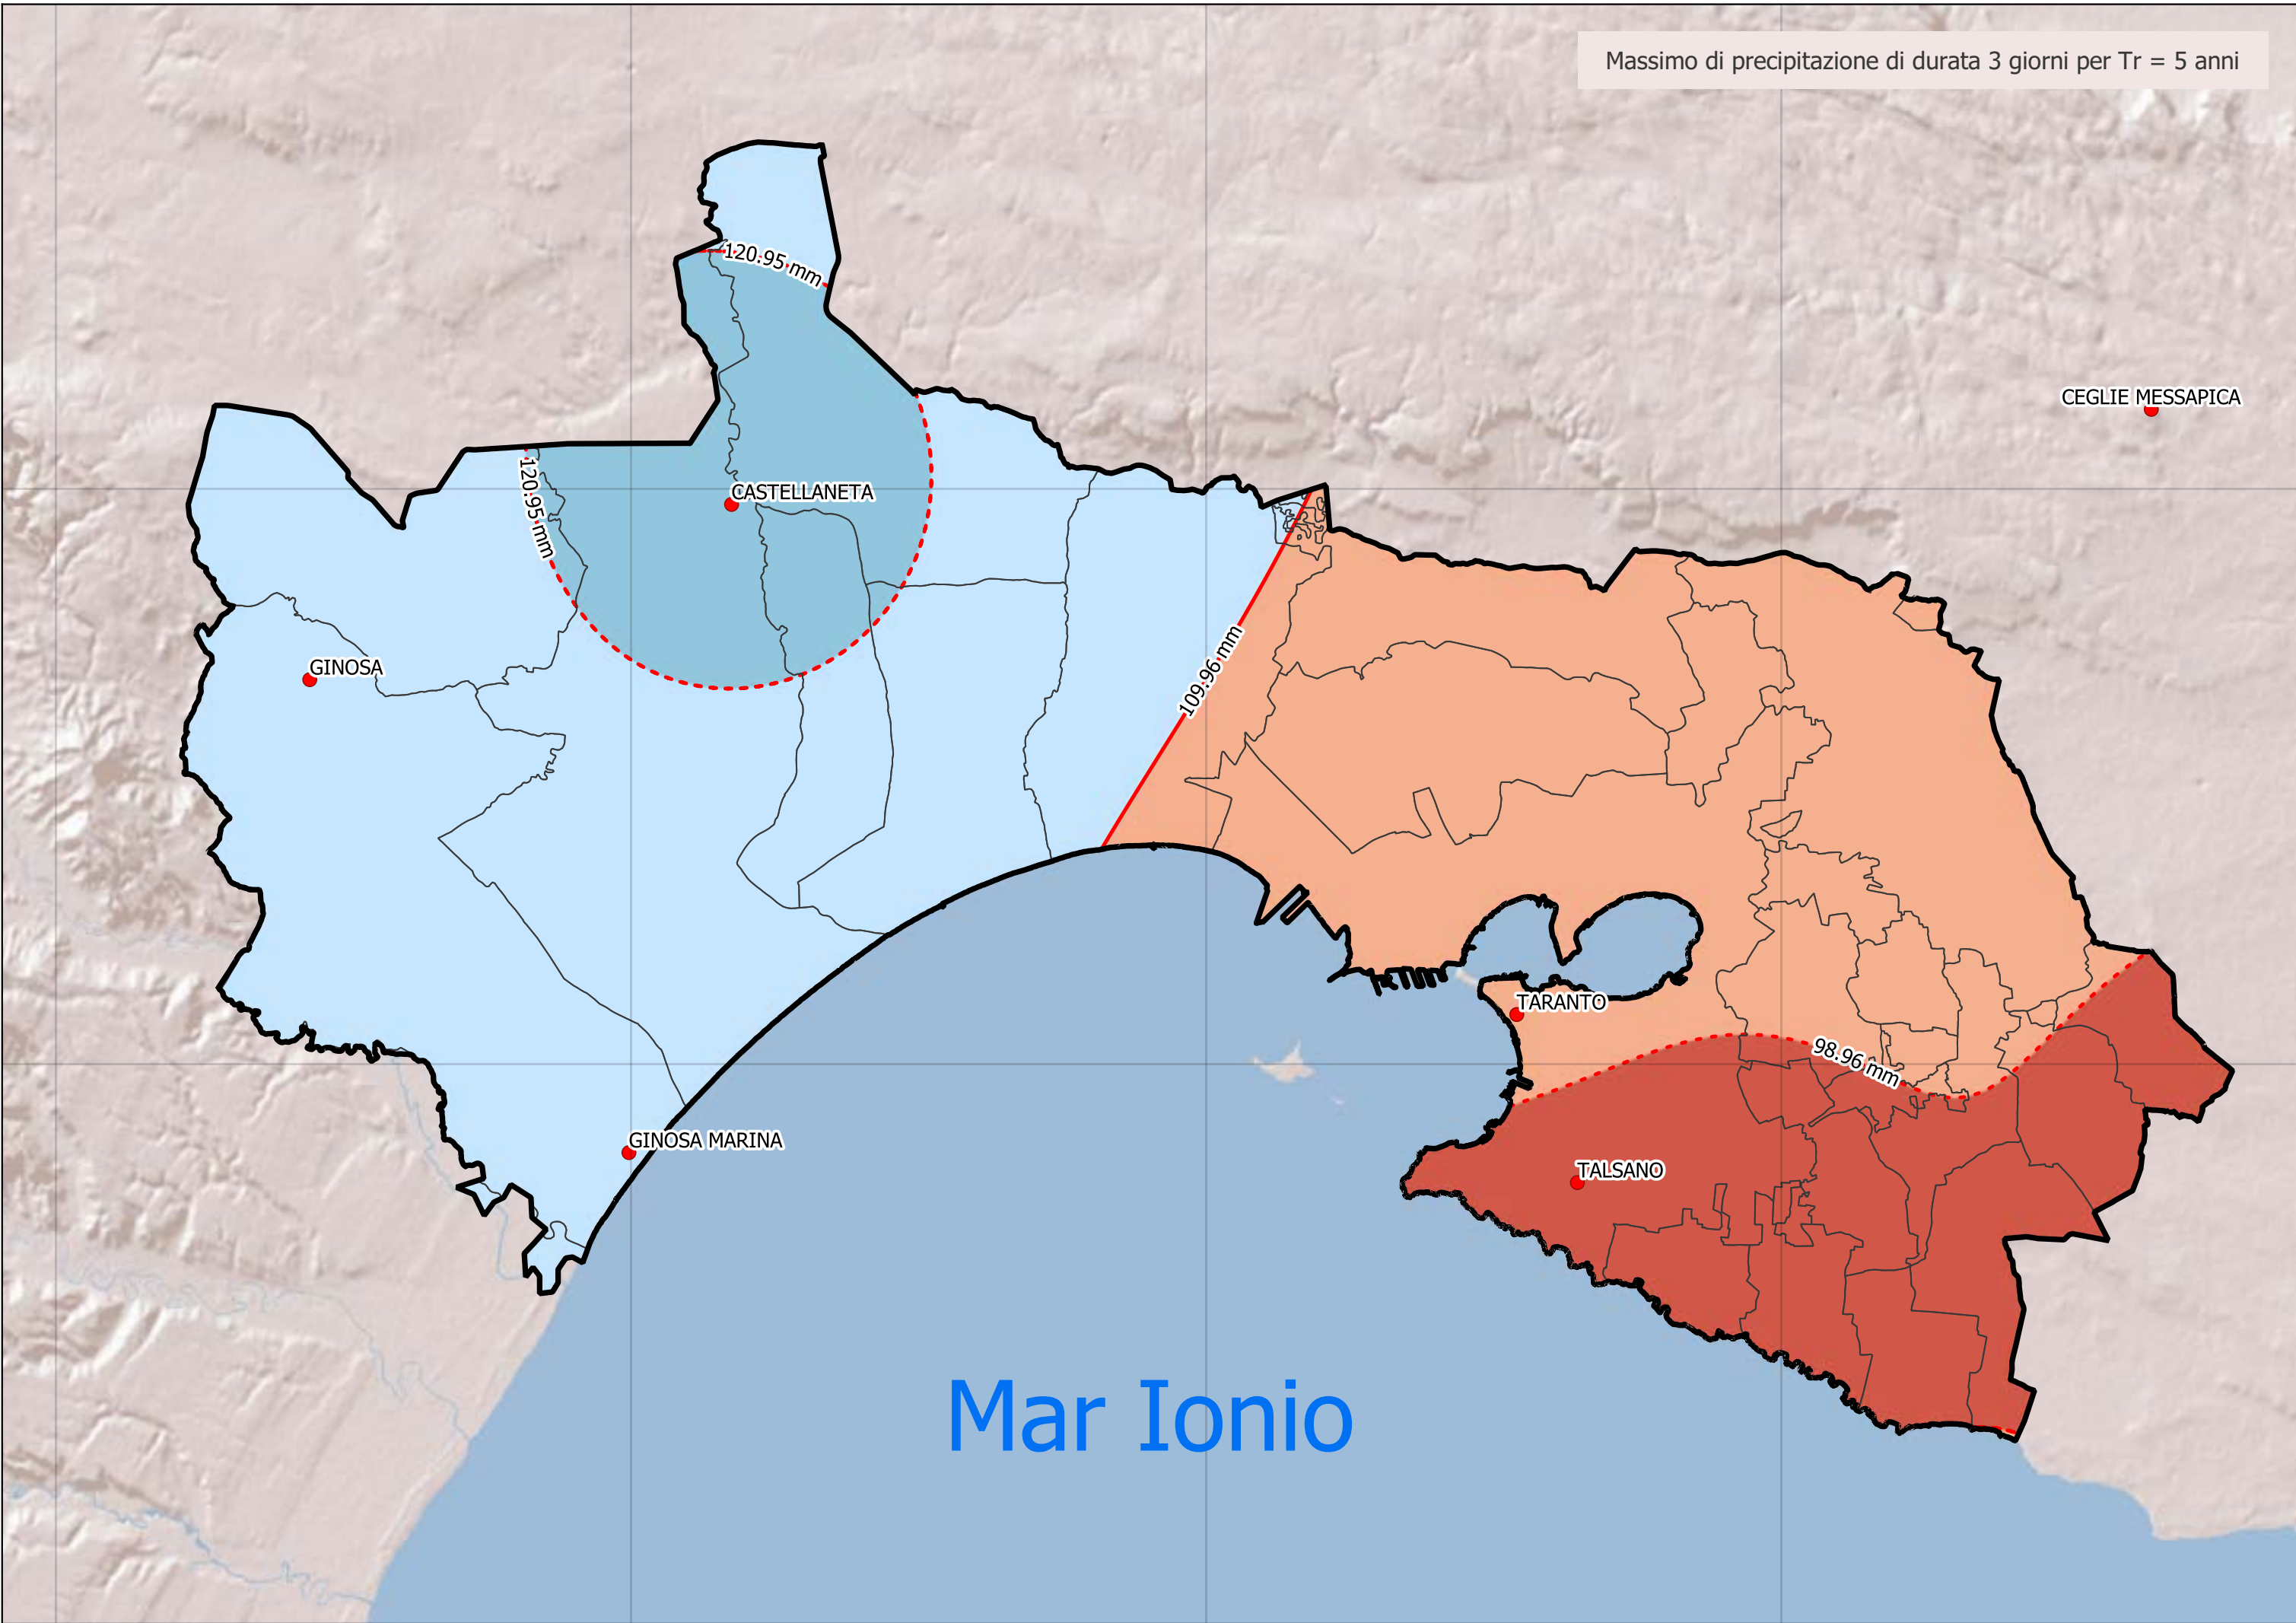 Massimo di precipitazione di durata 3 giorni per Tr = 5 anni
120.95 mm
CEGLIE MESSAPICA
120.95 mm
CASTELLANETA
109.96 mm
GINOSA
TARANTO
98.96 mm
GINOSA MARINA
TALSANO
Mar Ionio